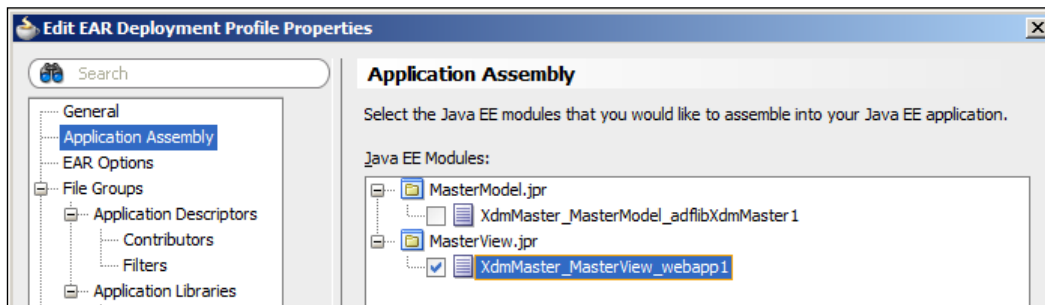 Edit EAR Deployment Profile Properties
Search
General
Application Assembly
EAR Options
File Groups
Application Descriptors
Contributors
Filters
Application Libraries
Application Assembly
Select the Java EE modules that you would like to assemble into your Java EE application.
Java EE Modules:
MasterModel.jpr
XdmMaster_MasterModel_adflibXdmMaster1
MasterView.jpr
XdmMaster_MasterView_webapp1